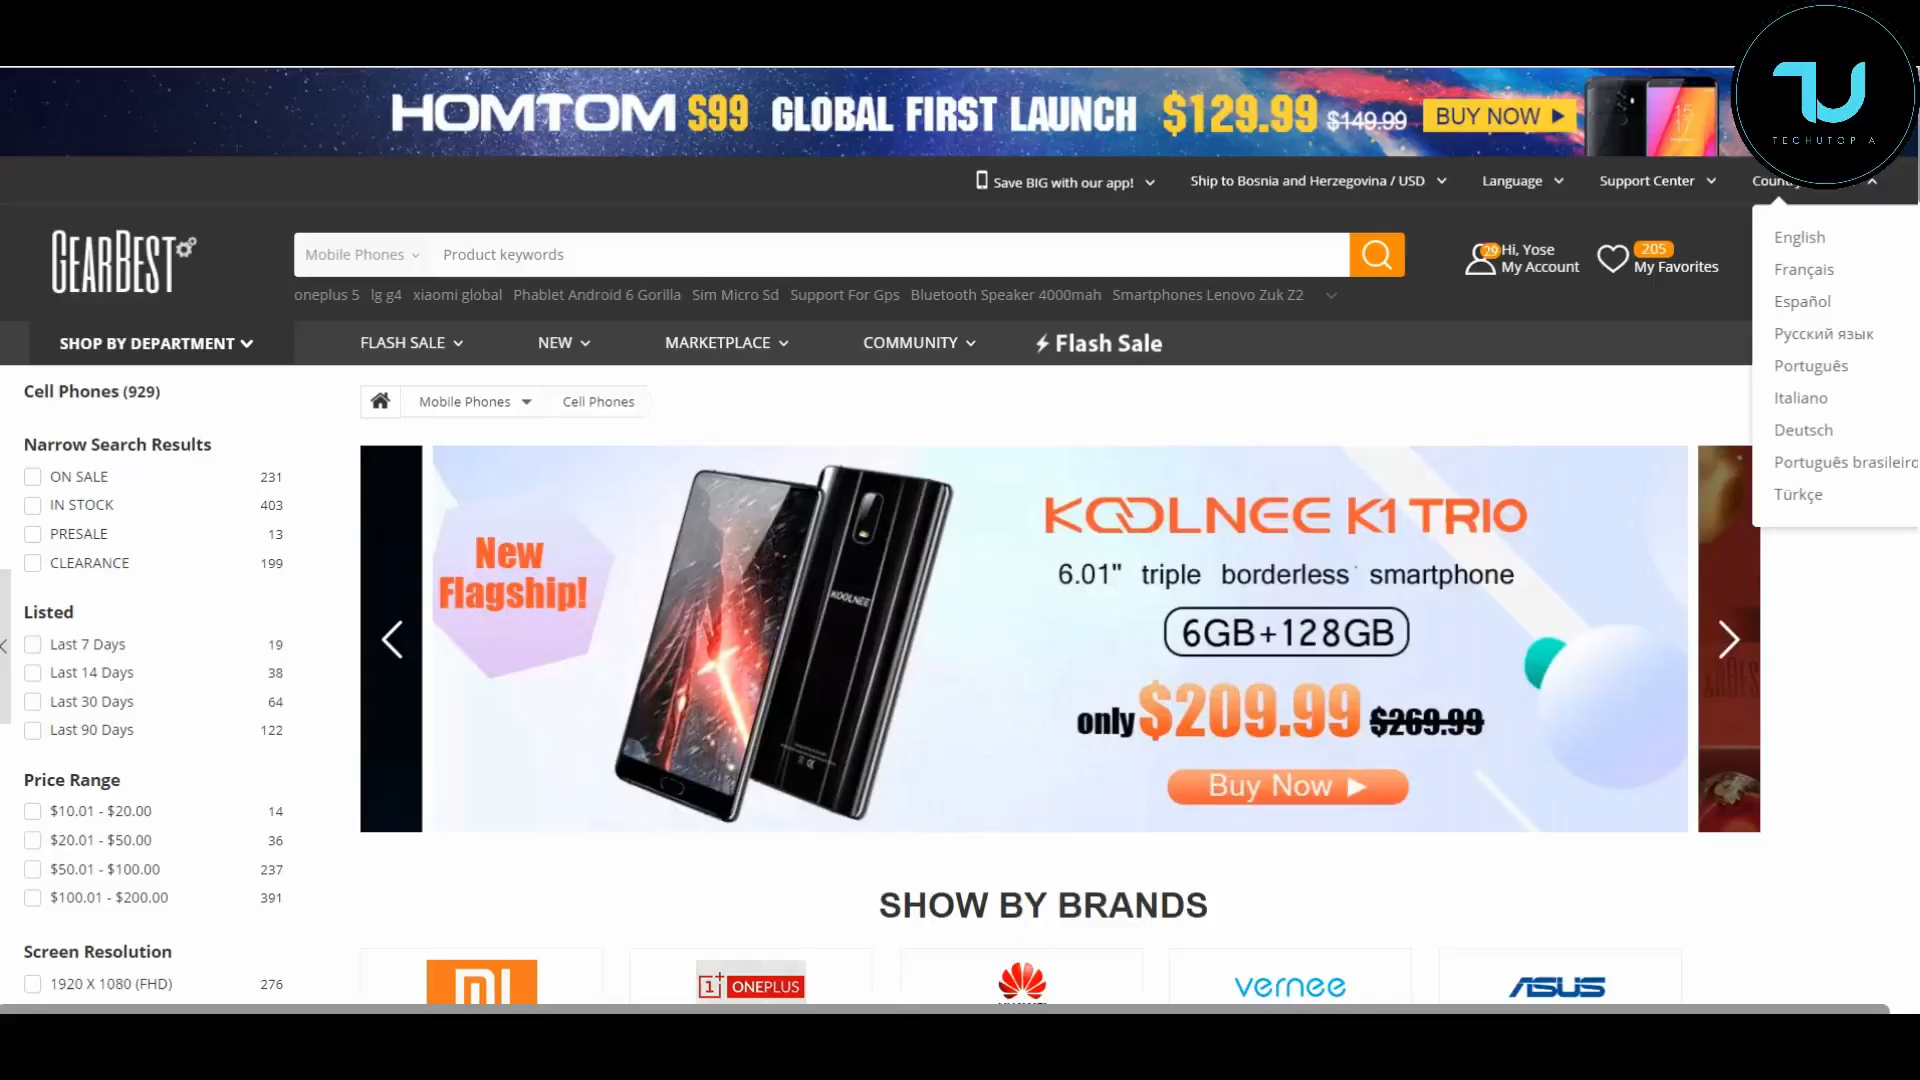 HOMTOM S99 GLOBAL FIRST LAUNCH $129.99 $149.99 BUY NOW
TECHUTOPIA
Save BIG with our app! Ship to Bosnia and Herzegovina / USD Language Support Center
GEARBEST
Mobile Phones Product keywords
29 Hi, Yose
My Account
205
My Favorites
oneplus 5 lg g4 xiaomi global Phablet Android 6 Gorilla Sim Micro Sd Support For Gps Bluetooth Speaker 4000mah Smartphones Lenovo Zuk Z2
SHOP BY DEPARTMENT FLASH SALE NEW MARKETPLACE COMMUNITY Flash Sale
English
Français
Español
Русский язык
Português
Italiano
Deutsch
Português brasileiro
Türkçe
Cell Phones (929)
Mobile Phones Cell Phones
Narrow Search Results
ON SALE 231
IN STOCK 403
PRESALE 13
CLEARANCE 199
Listed
Last 7 Days 19
Last 14 Days 38
Last 30 Days 64
Last 90 Days 122
Price Range
$10.01 - $20.00 14
$20.01 - $50.00 36
$50.01 - $100.00 237
$100.01 - $200.00 391
Screen Resolution
1920 X 1080 (FHD) 276
New
Flagship!
KOOLNEE
KOOLNEE K1 TRIO
6.01" triple borderless smartphone
6GB+128GB
only $209.99 $269.99
Buy Now
SHOW BY BRANDS
MI
1+ ONEPLUS
vernee
ASUS